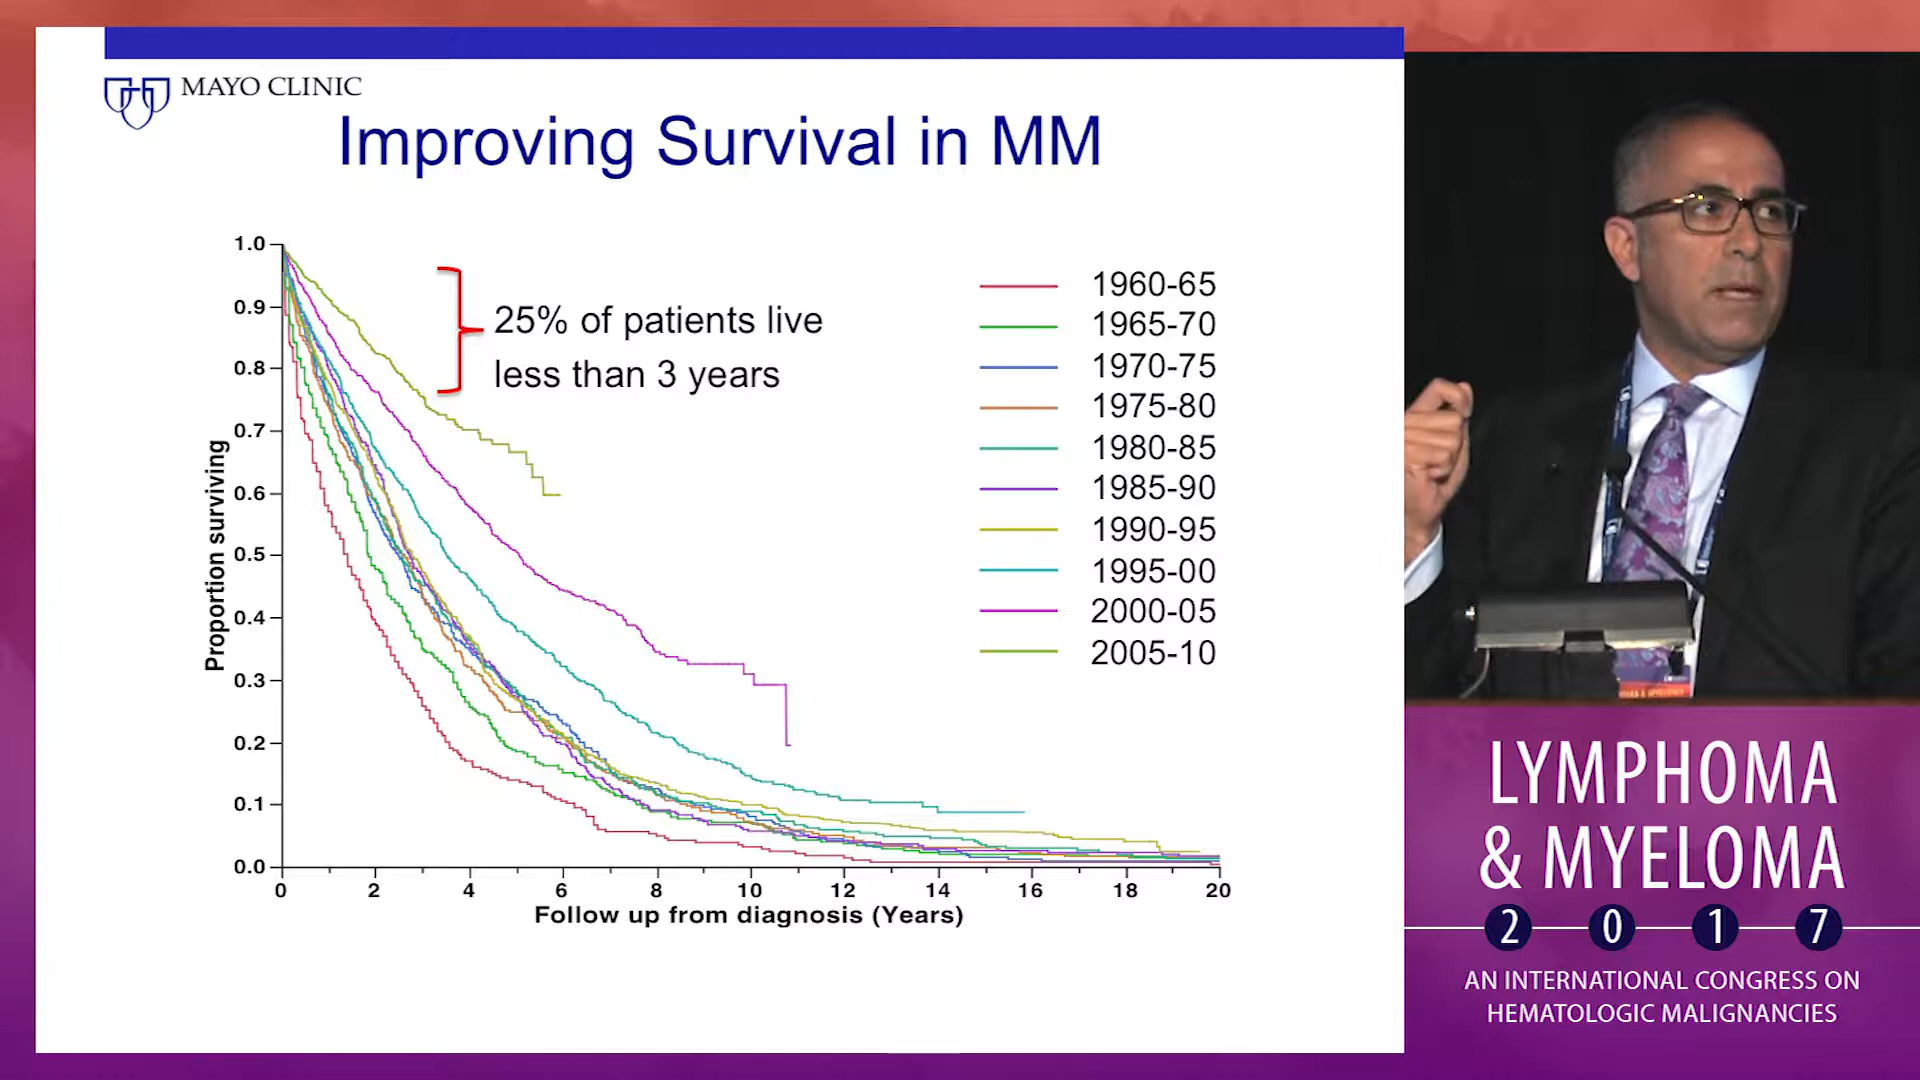 MAYO CLINIC
Improving Survival in MM
25% of patients live
less than 3 years
Proportion surviving
1.0
0.9
0.8
0.7
0.6
0.5
0.4
0.3
0.2
0.1
0.0
0 2 4 6 8 10 12 14 16 18 20
Follow up from diagnosis (Years)
1960-65
1965-70
1970-75
1975-80
1980-85
1985-90
1990-95
1995-00
2000-05
2005-10
LYMPHOMA
& MYELOMA
2017
AN INTERNATIONAL CONGRESS ON
HEMATOLOGIC MALIGNANCIES